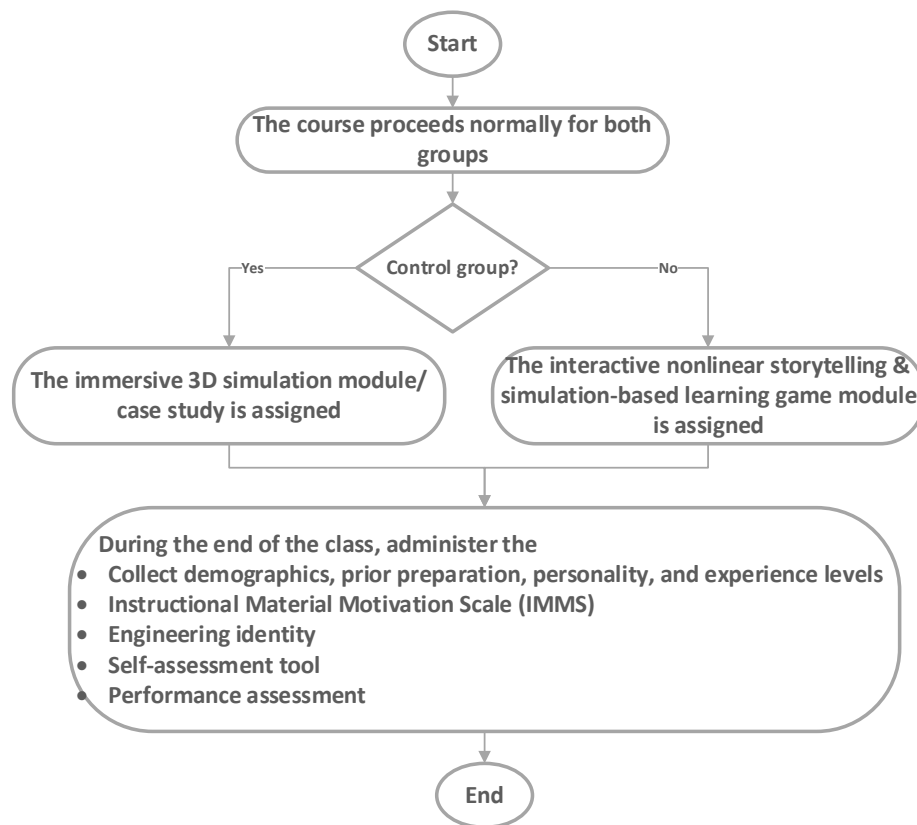 Start
The course proceeds normally for both
groups
Control group?
Yes
No
The immersive 3D simulation module/
case study is assigned
The interactive nonlinear storytelling &
simulation-based learning game module
is assigned
During the end of the class, administer the
• Collect demographics, prior preparation, personality, and experience levels
• Instructional Material Motivation Scale (IMMS)
• Engineering identity
• Self-assessment tool
• Performance assessment
End